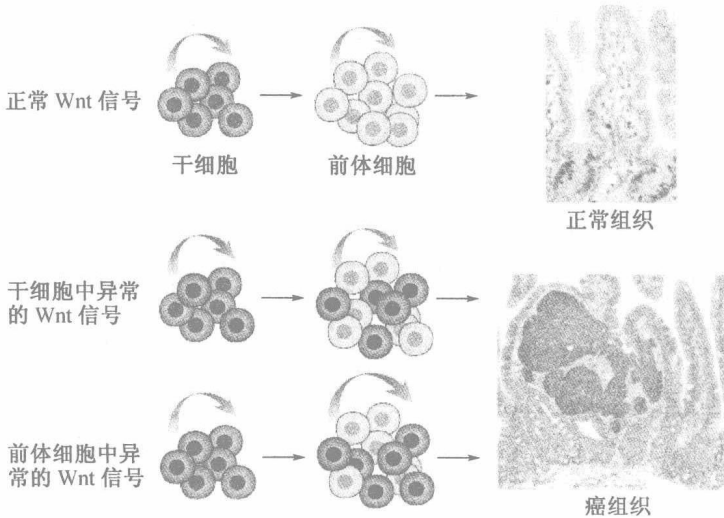 正常 Wnt 信号
干细胞
前体细胞
正常组织
干细胞中异常
的 Wnt 信号
前体细胞中异
常的 Wnt 信号
癌组织